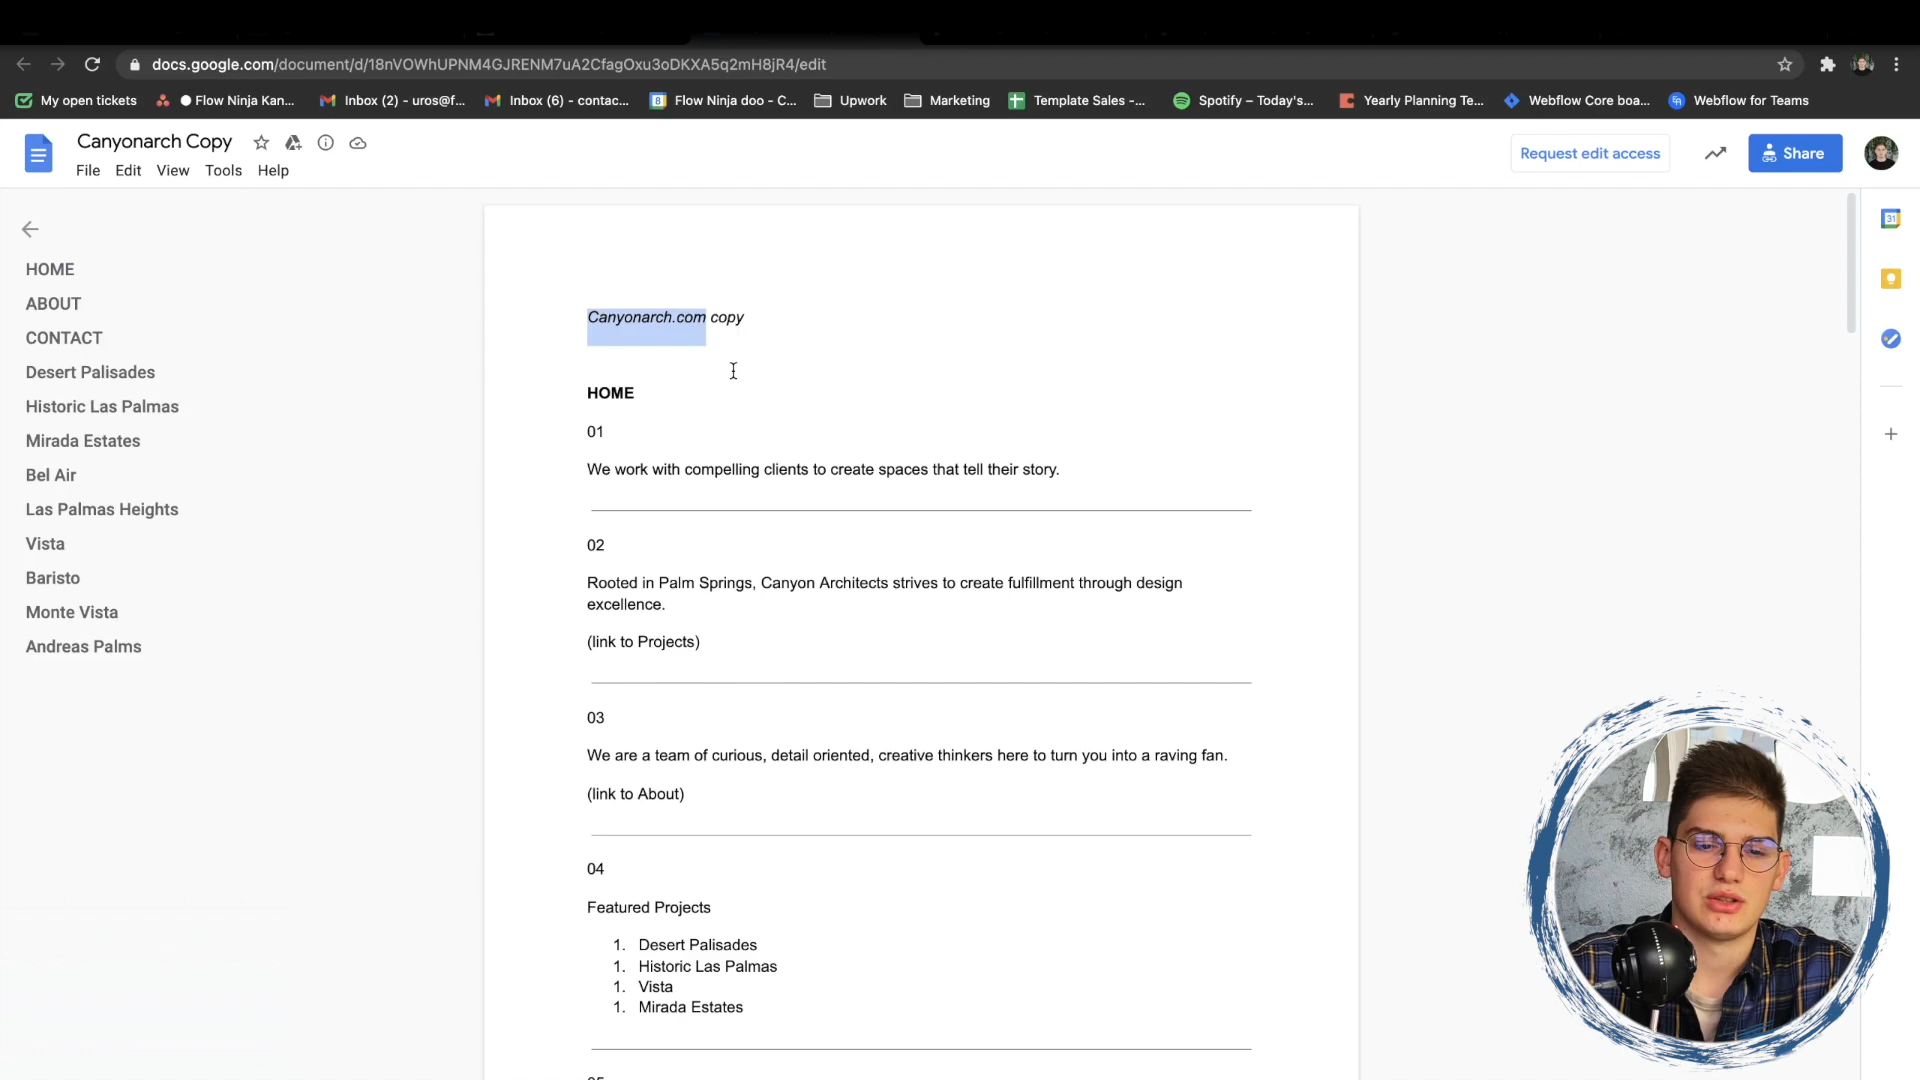 docs.google.com/document/d/18nVOWhUPNM4GJRENM7uA2CfagOxu3oDKXA5q2mH8jR4/edit
My open tickets
Flow Ninja Kan...
Inbox (2) - uros@f...
Inbox (6) - contac...
Flow Ninja doo - C...
Upwork
Marketing
Template Sales -...
Spotify – Today's...
Yearly Planning Te...
Webflow Core boa...
Webflow for Teams
Canyonarch Copy
File Edit View Tools Help
Request edit access
Share
31
HOME
ABOUT
CONTACT
Desert Palisades
Historic Las Palmas
Mirada Estates
Bel Air
Las Palmas Heights
Vista
Baristo
Monte Vista
Andreas Palms
Canyonarch.com copy
HOME
01
We work with compelling clients to create spaces that tell their story.
02
Rooted in Palm Springs, Canyon Architects strives to create fulfillment through design
excellence.
(link to Projects)
03
We are a team of curious, detail oriented, creative thinkers here to turn you into a raving fan.
(link to About)
04
Featured Projects
1. Desert Palisades
1. Historic Las Palmas
1. Vista
1. Mirada Estates